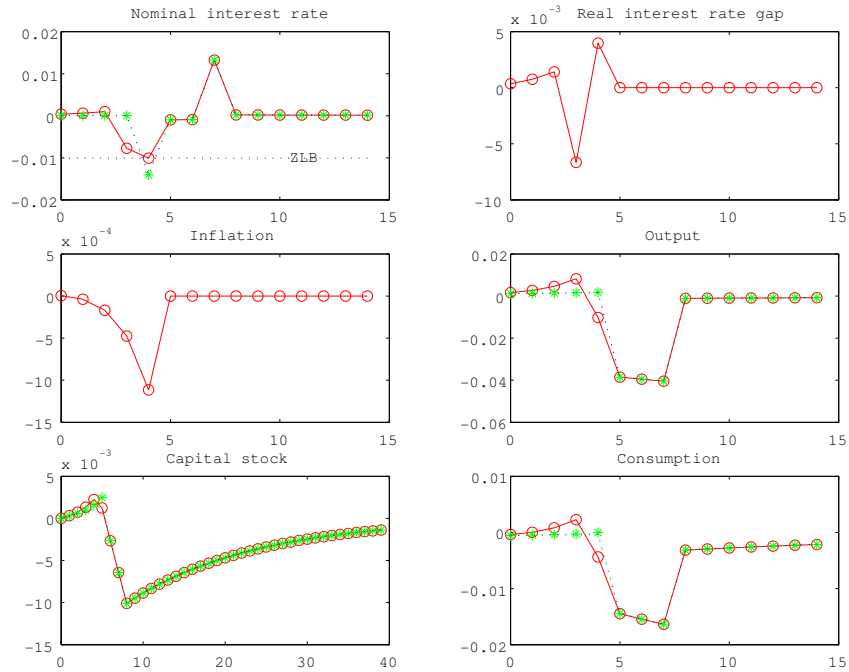 Nominal interest rate
0.02
0.01
0
−0.01
−0.02
ZLB
0 5 10 15
Real interest rate gap
x 10^-3
5
0
−5
−10
0 5 10 15
Inflation
x 10^-4
5
0
−5
−10
−15
0 5 10 15
Output
0.02
0
−0.02
−0.04
−0.06
0 5 10 15
Capital stock
x 10^-3
5
0
−5
−10
−15
0 10 20 30 40
Consumption
0.01
0
−0.01
−0.02
0 5 10 15